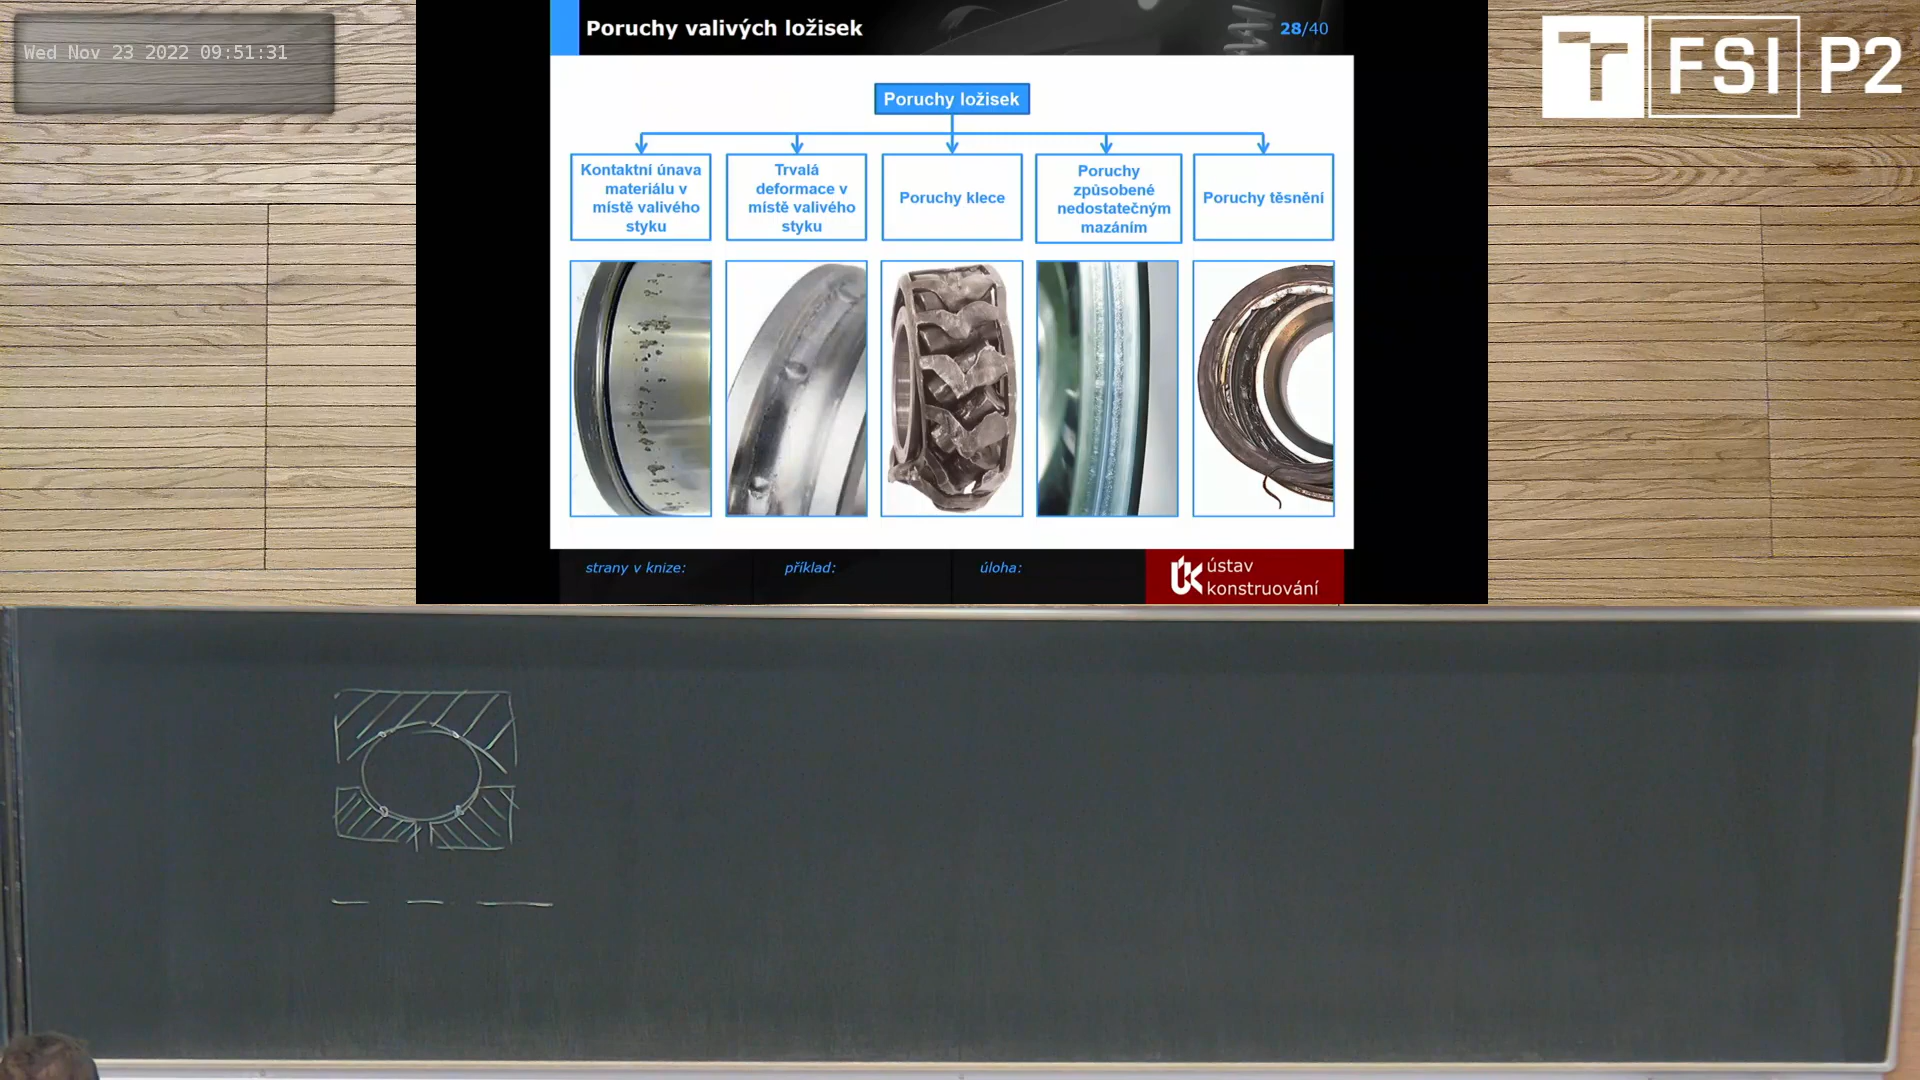 Wed Nov 23 2022 09:51:31
Poruchy valivých ložisek
28/40
T FSI P2
Poruchy ložisek
Kontaktní únava
materiálu v
místě valivého
styku
Trvalá
deformace v
místě valivého
styku
Poruchy klece
Poruchy
způsobené
nedostatečným
mazáním
Poruchy těsnění
strany v knize:
příklad:
úloha:
ústav
konstruování